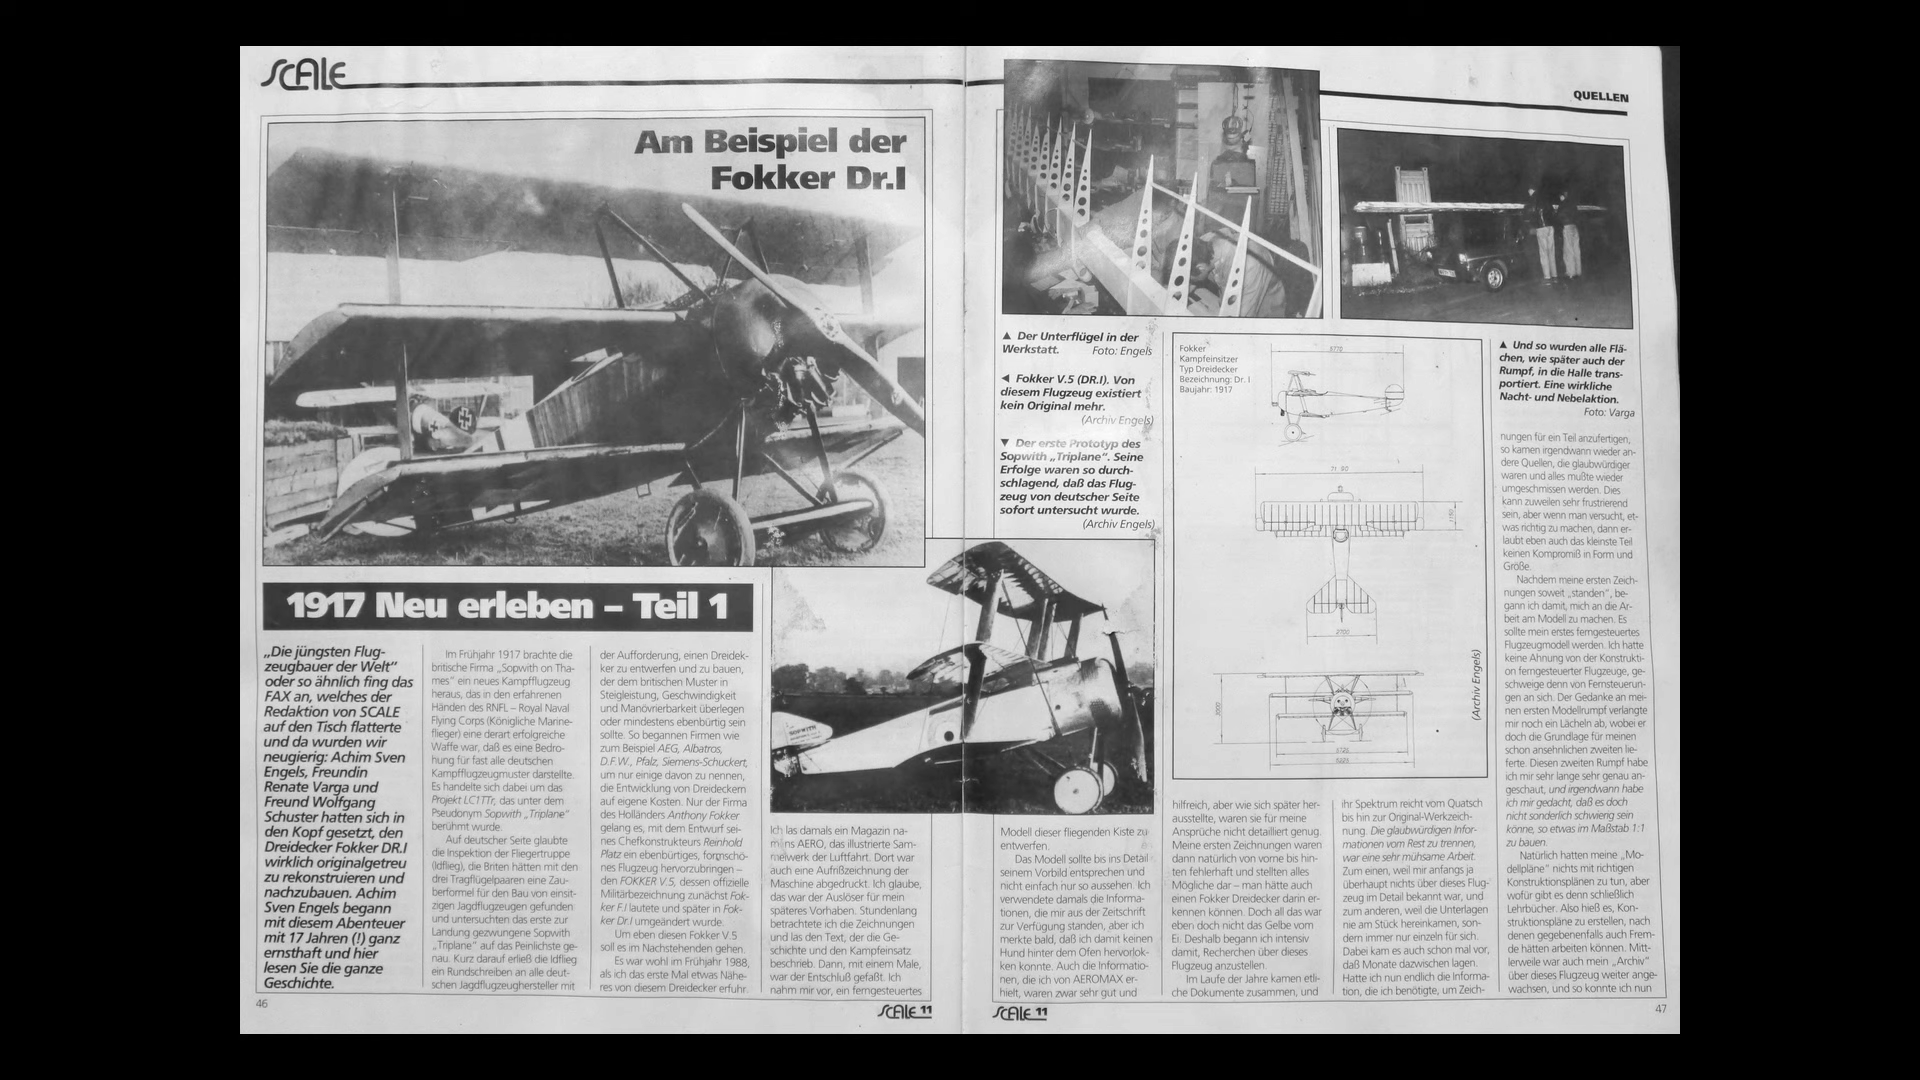 SCALE
QUELLEN
Am Beispiel der
Fokker Dr.I
1917 Neu erleben – Teil 1
„Die jüngsten Flug-
zeugbauer der Welt“
oder so ähnlich fing das
FAX an, welches der
Redaktion von SCALE
auf den Tisch flatterte
und da wurden wir
neugierig: Achim Sven
Engels, Freundin
Renate Varga und
Freund Wolfgang
Schuster hatten sich in
den Kopf gesetzt, den
Dreidecker Fokker DR.I
wirklich originalgetreu
zu rekonstruieren und
nachzubauen. Achim
Sven Engels begann
mit diesem Abenteuer
mit 17 Jahren (!) ganz
ernsthaft und hier
lesen Sie die ganze
Geschichte.
Im Frühjahr 1917 brachte die
britische Firma „Sopwith on Tha-
mes“ ein neues Kampfflugzeug
heraus, das in den erfahrenen
Händen des RNFL – Royal Naval
Flying Corps (Königliche Marine-
flieger) eine derart erfolgreiche
Waffe war, daß es eine Bedro-
hung für fast alle deutschen
Kampfflugzeugmuster darstellte.
Es handelte sich dabei um das
Projekt LC1TTr, das unter dem
Pseudonym Sopwith „Triplane“
berühmt wurde.
Auf deutscher Seite glaubte
die Inspektion der Fliegertruppe
(Idflieg), die Briten hätten mit den
drei Tragflügelpaaren eine Zau-
berformel für den Bau von einsit-
zigen Jagdflugzeugen gefunden
und untersuchten das erste zur
Landung gezwungene Sopwith
„Triplane“ auf das Peinlichste ge-
nau. Kurz darauf erließ die Idflieg
ein Rundschreiben an alle deut-
schen Jagdflugzeughersteller mit
der Aufforderung, einen Dreidek-
ker zu entwerfen und zu bauen,
der dem britischen Muster in
Steigleistung, Geschwindigkeit
und Manövrierbarkeit überlegen
oder mindestens ebenbürtig sein
sollte. So begannen Firmen wie
zum Beispiel AEG, Albatros,
D.F.W., Pfalz, Siemens-Schuckert,
um nur einige davon zu nennen,
die Entwicklung von Dreideckern
auf eigene Kosten. Nur der Firma
des Holländers Anthony Fokker
gelang es, mit dem Entwurf sei-
nes Chefkonstrukteurs Reinhold
Platz ein ebenbürtiges, formschö-
nes Flugzeug hervorzubringen –
den FOKKER V.5, dessen offizielle
Militärbezeichnung zunächst Fok-
ker F.I lautete und später in Fok-
ker Dr.I umgeändert wurde.
Um eben diesen Fokker V.5
soll es im Nachstehenden gehen.
Es war wohl im Frühjahr 1988,
als ich das erste Mal etwas Nähe-
res von diesem Dreidecker erfuhr.
Ich las damals ein Magazin na-
mens AERO, das illustrierte Sam-
melwerk der Luftfahrt. Dort war
auch eine Aufrißzeichnung der
Maschine abgedruckt. Ich glaube,
das war der Auslöser für mein
späteres Vorhaben. Stundenlang
betrachtete ich die Zeichnungen
und las den Text, der die Ge-
schichte und den Kampfeinsatz
beschrieb. Dann, mit einem Male,
war der Entschluß gefaßt. Ich
nahm mir vor, ein ferngesteuertes
46
SCALE 11
▲ Der Unterflügel in der
Werkstatt. Foto: Engels
◄ Fokker V.5 (DR.I). Von
diesem Flugzeug existiert
kein Original mehr.
(Archiv Engels)
▼ Der erste Prototyp des
Sopwith „Triplane“. Seine
Erfolge waren so durch-
schlagend, daß das Flug-
zeug von deutscher Seite
sofort untersucht wurde.
(Archiv Engels)
SOPWITH
Modell dieser fliegenden Kiste zu
entwerfen.
Das Modell sollte bis ins Detail
seinem Vorbild entsprechen und
nicht einfach nur so aussehen. Ich
verwendete damals die Informa-
tionen, die mir aus der Zeitschrift
zur Verfügung standen, aber ich
merkte bald, daß ich damit keinen
Hund hinter dem Ofen hervorlok-
ken konnte. Auch die Informatio-
nen, die ich von AEROMAX er-
hielt, waren zwar sehr gut und
Fokker
Kampfeinsitzer
Typ Dreidecker
Bezeichnung: Dr. I
Baujahr: 1917
5770
2700
5725
(Archiv Engels)
hilfreich, aber wie sich später her-
ausstellte, waren sie für meine
Ansprüche nicht detailliert genug.
Meine ersten Zeichnungen waren
dann natürlich von vorne bis hin-
ten fehlerhaft und stellten alles
Mögliche dar – man hätte auch
einen Fokker Dreidecker darin er-
kennen können. Doch all das war
eben doch nicht das Gelbe vom
Ei. Deshalb begann ich intensiv
damit, Recherchen über dieses
Flugzeug anzustellen.
Im Laufe der Jahre kamen etli-
che Dokumente zusammen, und
ihr Spektrum reicht vom Quatsch
bis hin zur Original-Werkzeich-
nung. Die glaubwürdigen Infor-
mationen vom Rest zu trennen,
war eine sehr mühsame Arbeit.
Zum einen, weil mir anfangs ja
überhaupt nichts über dieses Flug-
zeug im Detail bekannt war, und
zum anderen, weil die Unterlagen
nie am Stück hereinkamen, son-
dern immer nur einzeln für sich.
Dabei kam es auch schon mal vor,
daß Monate dazwischen lagen.
Hatte ich nun endlich die Informa-
tion, die ich benötigte, um Zeich-
▲ Und so wurden alle Flä-
chen, wie später auch der
Rumpf, in die Halle trans-
portiert. Eine wirkliche
Nacht- und Nebelaktion.
Foto: Varga
nungen für ein Teil anzufertigen,
so kamen irgendwann wieder an-
dere Quellen, die glaubwürdiger
waren und alles mußte wieder
umgeschmissen werden. Dies
kann zuweilen sehr frustrierend
sein, aber wenn man versucht, et-
was richtig zu machen, dann er-
laubt eben auch das kleinste Teil
keinen Kompromiß in Form und
Größe.
Nachdem meine ersten Zeich-
nungen soweit „standen“, be-
gann ich damit, mich an die Ar-
beit am Modell zu machen. Es
sollte mein erstes ferngesteuertes
Flugzeugmodell werden. Ich hatte
keine Ahnung von der Konstrukti-
on ferngesteuerter Flugzeuge, ge-
schweige denn von Fernsteuerun-
gen an sich. Der Gedanke an mei-
nen ersten Modellrumpf verlangte
mir noch ein Lächeln ab, wobei er
doch die Grundlage für meinen
schon ansehnlichen zweiten lie-
ferte. Diesen zweiten Rumpf habe
ich mir sehr lange sehr genau an-
geschaut, und irgendwann habe
ich mir gedacht, daß es doch
nicht sonderlich schwierig sein
könne, so etwas im Maßstab 1:1
zu bauen.
Natürlich hatten meine „Mo-
dellpläne“ nichts mit richtigen
Konstruktionsplänen zu tun, aber
wofür gibt es denn schließlich
Lehrbücher. Also hieß es, Kon-
struktionspläne zu erstellen, nach
denen gegebenenfalls auch Frem-
de hätten arbeiten können. Mitt-
lerweile war auch mein „Archiv“
über dieses Flugzeug weiter ange-
wachsen, und so konnte ich nun
SCALE 11
47